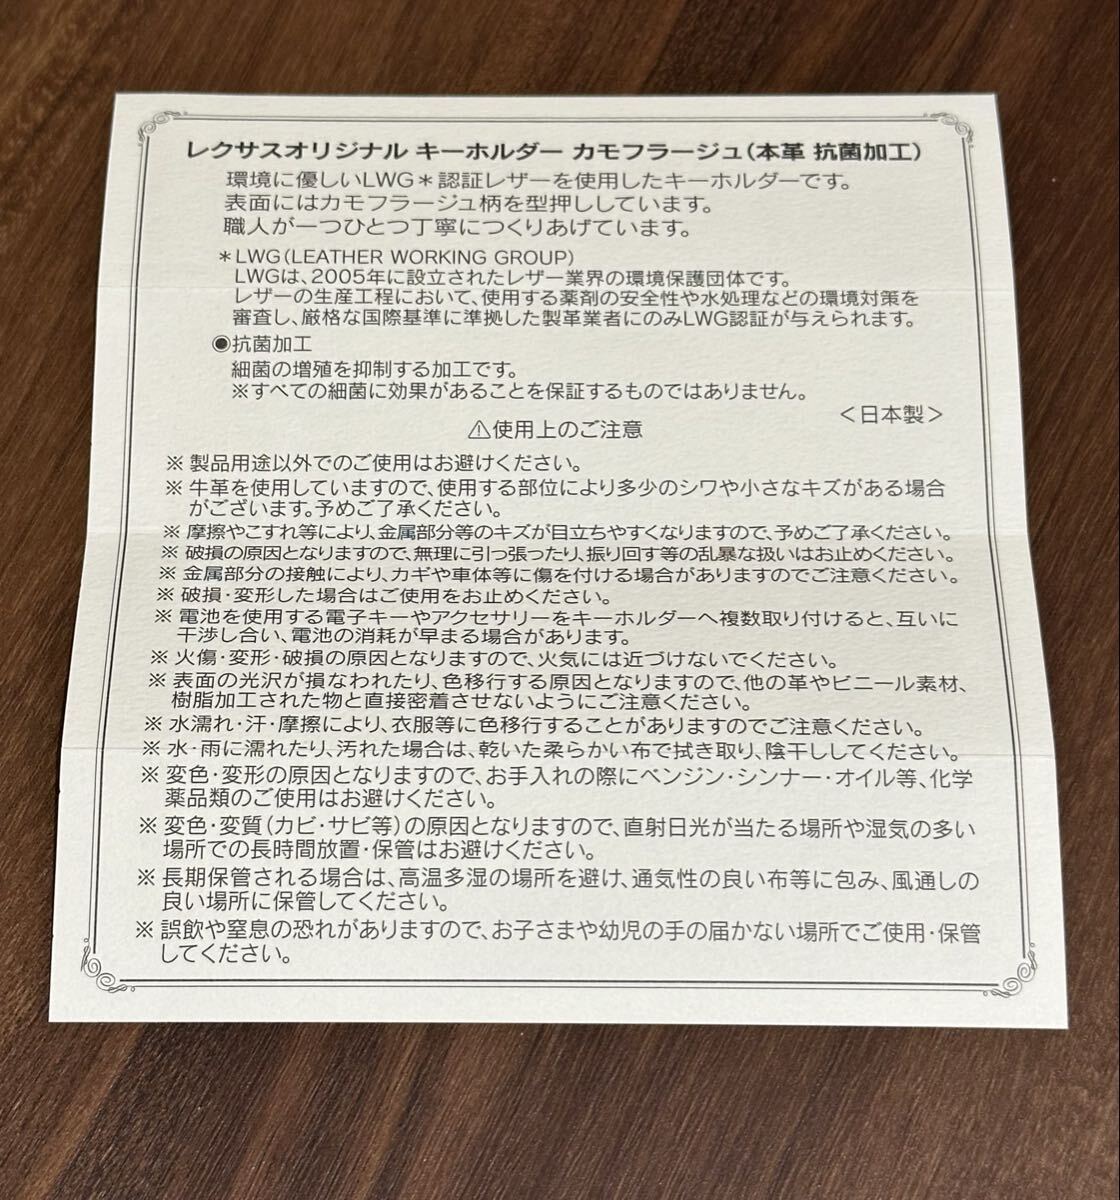 レクサスオリジナル キーホルダー カモフラージュ(本革 抗菌加工)
環境に優しいLWG＊認証レザーを使用したキーホルダーです。
表面にはカモフラージュ柄を型押ししています。
職人が一つひとつ丁寧につくりあげています。
＊LWG(LEATHER WORKING GROUP)
LWGは、2005年に設立されたレザー業界の環境保護団体です。
レザーの生産工程において、使用する薬剤の安全性や水処理などの環境対策を
審査し、厳格な国際基準に準拠した製革業者にのみLWG認証が与えられます。
◉抗菌加工
細菌の増殖を抑制する加工です。
※すべての細菌に効果があることを保証するものではありません。
＜日本製＞
⚠使用上のご注意
※ 製品用途以外でのご使用はお避けください。
※ 牛革を使用していますので、使用する部位により多少のシワや小さなキズがある場合
がございます。予めご了承ください。
※ 摩擦やこすれ等により、金属部分等のキズが目立ちやすくなりますので、予めご了承ください。
※ 破損の原因となりますので、無理に引っ張ったり、振り回す等の乱暴な扱いはお止めください。
※ 金属部分の接触により、カギや車体等に傷を付ける場合がありますのでご注意ください。
※ 破損・変形した場合はご使用をお止めください。
※ 電池を使用する電子キーやアクセサリーをキーホルダーへ複数取り付けると、互いに
干渉し合い、電池の消耗が早まる場合があります。
※ 火傷・変形・破損の原因となりますので、火気には近づけないでください。
※ 表面の光沢が損なわれたり、色移行する原因となりますので、他の革やビニール素材、
樹脂加工された物と直接密着させないようにご注意ください。
※ 水濡れ・汗・摩擦により、衣服等に色移行することがありますのでご注意ください。
※ 水・雨に濡れたり、汚れた場合は、乾いた柔らかい布で拭き取り、陰干ししてください。
※ 変色・変形の原因となりますので、お手入れの際にベンジン・シンナー・オイル等、化学
薬品類のご使用はお避けください。
※ 変色・変質(カビ・サビ等)の原因となりますので、直射日光が当たる場所や湿気の多い
場所での長時間放置・保管はお避けください。
※ 長期保管される場合は、高温多湿の場所を避け、通気性の良い布等に包み、風通しの
良い場所に保管してください。
※ 誤飲や窒息の恐れがありますので、お子さまや幼児の手の届かない場所でご使用・保管
してください。